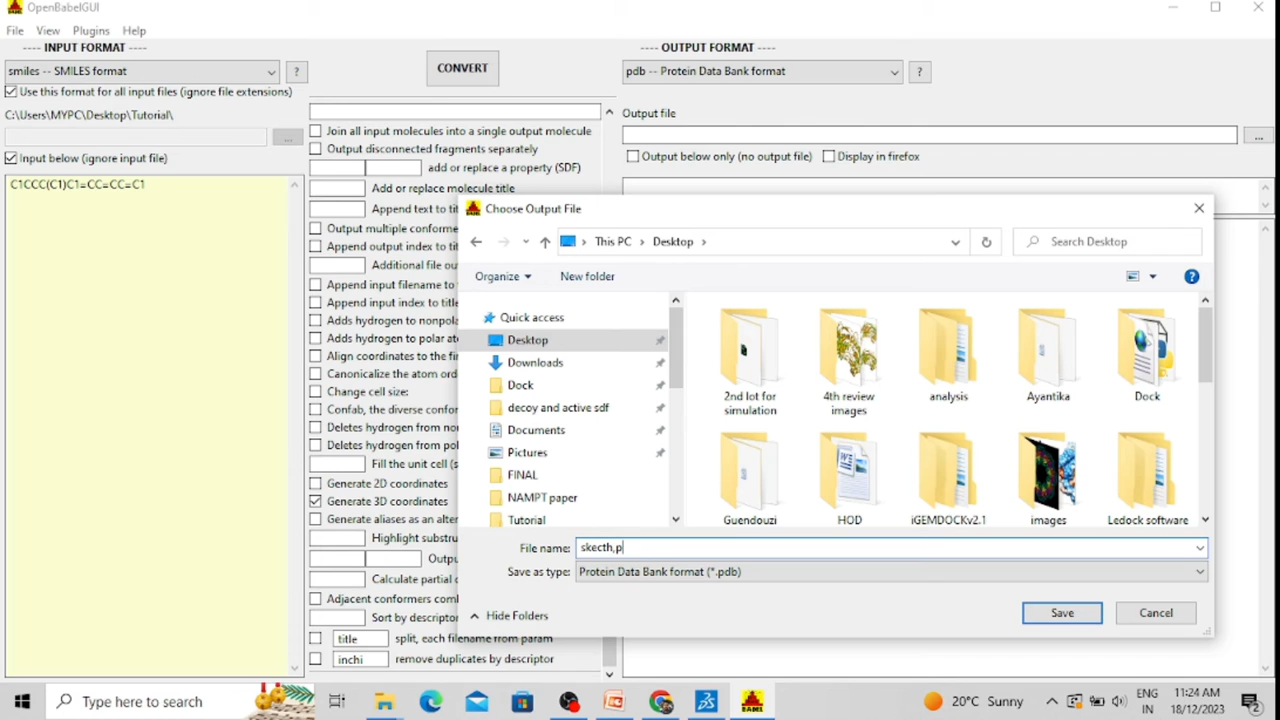 OpenBabelGUI
File View Plugins Help
---- INPUT FORMAT ----
smiles -- SMILES format
?
Use this format for all input files (ignore file extensions)
C:\Users\MYPC\Desktop\Tutorial\
...
Input below (ignore input file)
C1CCC(C1)C1=CC=CC=C1
CONVERT
Join all input molecules into a single output molecule
Output disconnected fragments separately
add or replace a property (SDF)
Add or replace molecule title
Append text to tit
Output multiple conforme
Append output index to title
Additional file out
Append input filename to
Append input index to title
Adds hydrogen to nonpola
Adds hydrogen to polar ato
Align coordinates to the fir
Canonicalize the atom orde
Change cell size:
Confab, the diverse confor
Deletes hydrogen from non
Deletes hydrogen from pol
Fill the unit cell (s
Generate 2D coordinates
Generate 3D coordinates
Generate aliases as an alter
Highlight substru
Outpu
Calculate partial c
Adjacent conformers comb
Sort by descriptor
title split, each filename from param
inchi remove duplicates by descriptor
---- OUTPUT FORMAT ----
pdb -- Protein Data Bank format
?
Output file
...
Output below only (no output file) Display in firefox
Choose Output File
This PC > Desktop >
Search Desktop
Organize New folder
?
Quick access
Desktop
Downloads
Dock
decoy and active sdf
Documents
Pictures
FINAL
NAMPT paper
Tutorial
2nd lot for simulation
4th review images
analysis
Ayantika
Dock
Guendouzi
HOD
iGEMDOCKv2.1
images
Ledock software
File name: skecth,p
Save as type: Protein Data Bank format (*.pdb)
Hide Folders
Save
Cancel
Type here to search
BABEL
20°C Sunny
ENG
IN
11:24 AM
18/12/2023
2